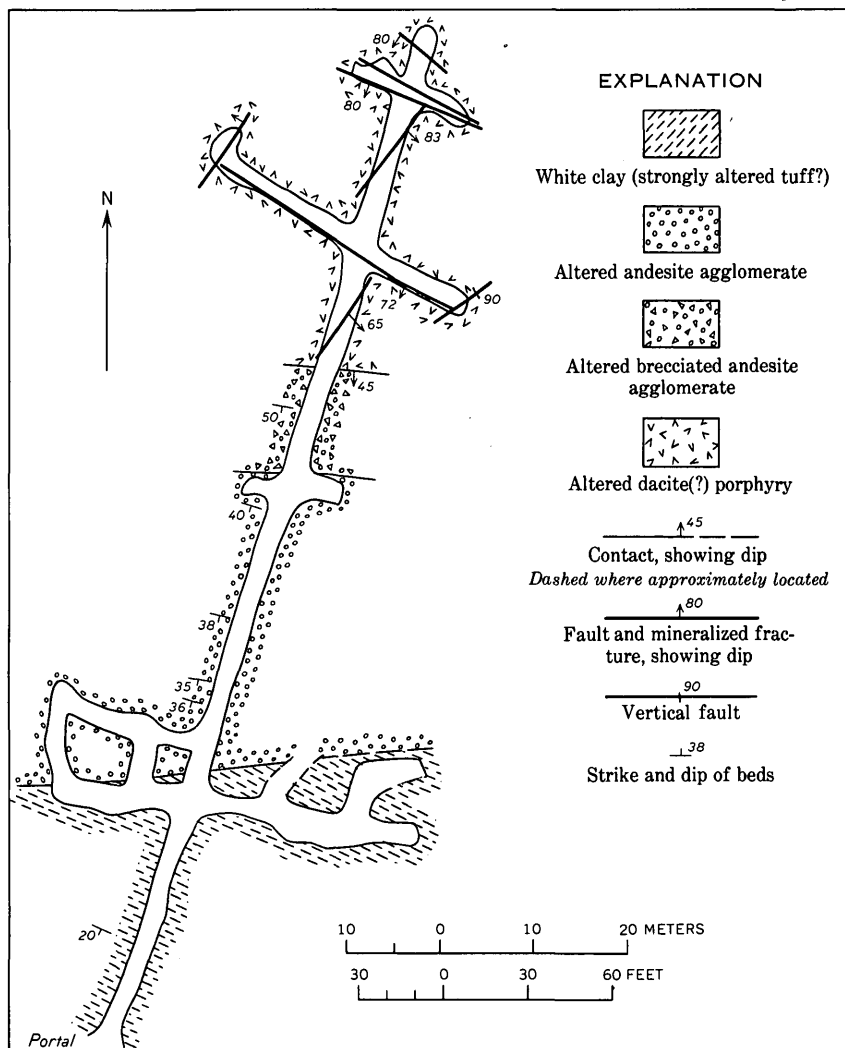 EXPLANATION
White clay (strongly altered tuff?)
Altered andesite agglomerate
Altered brecciated andesite
agglomerate
Altered dacite(?) porphyry
45
Contact, showing dip
Dashed where approximately located
80
Fault and mineralized frac-
ture, showing dip
90
Vertical fault
38
Strike and dip of beds
N
80
80
83
90
72
65
45
50
40
38
35
36
20
Portal
10 0 10 20 METERS
30 0 30 60 FEET